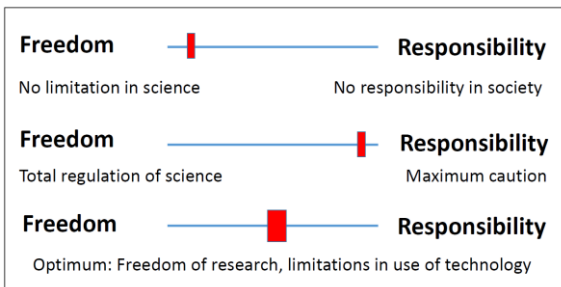 Freedom Responsibility
No limitation in science No responsibility in society
Freedom Responsibility
Total regulation of science Maximum caution
Freedom Responsibility
Optimum: Freedom of research, limitations in use of technology